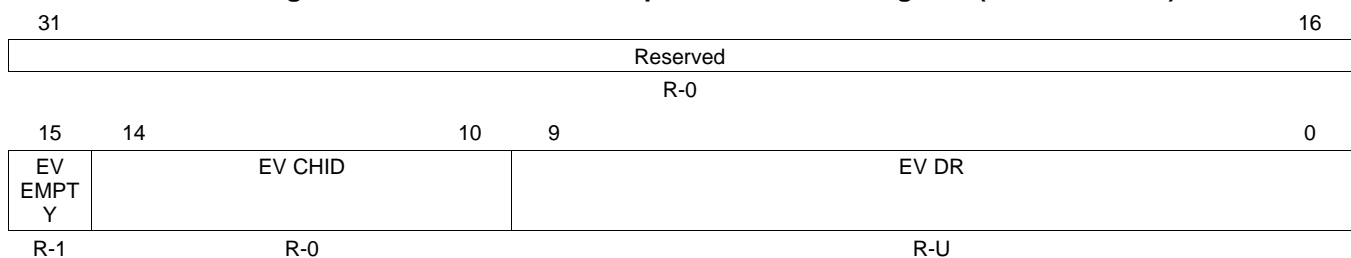 31 16
Reserved
R-0
15 14 10 9 0
EV EMPT Y EV CHID EV DR
R-1 R-0 R-U